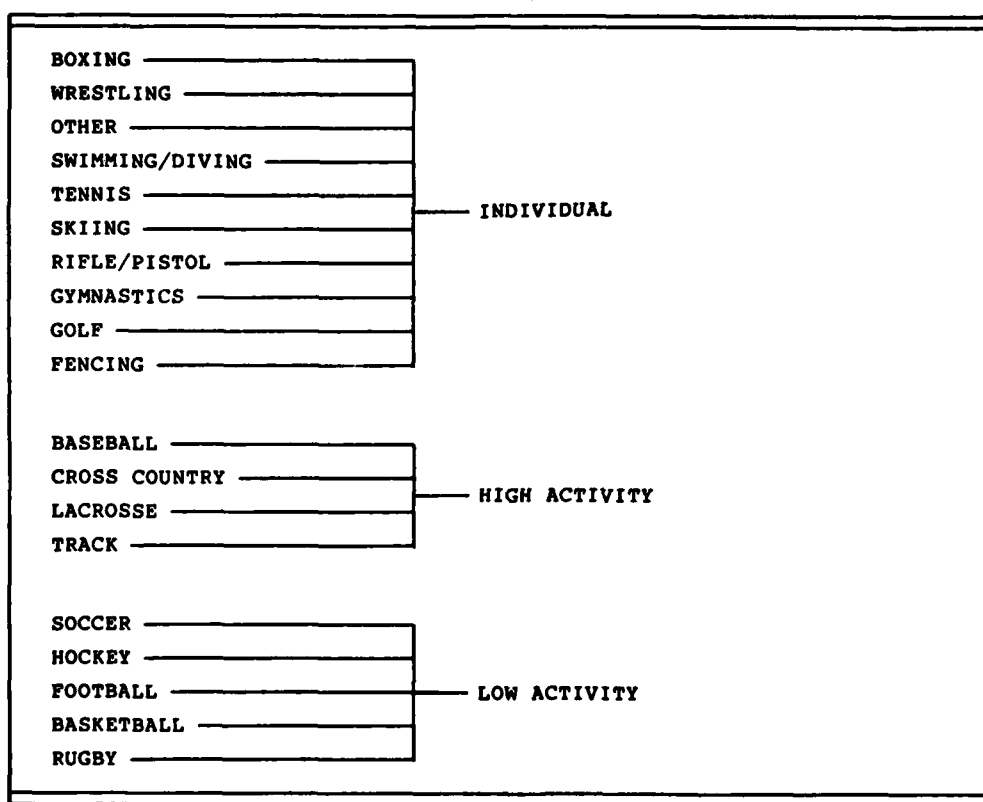 BOXING
WRESTLING
OTHER
SWIMMING/DIVING
TENNIS
INDIVIDUAL
SKIING
RIFLE/PISTOL
GYMNASTICS
GOLF
FENCING
BASEBALL
CROSS COUNTRY
HIGH ACTIVITY
LACROSSE
TRACK
SOCCER
HOCKEY
FOOTBALL
LOW ACTIVITY
BASKETBALL
RUGBY